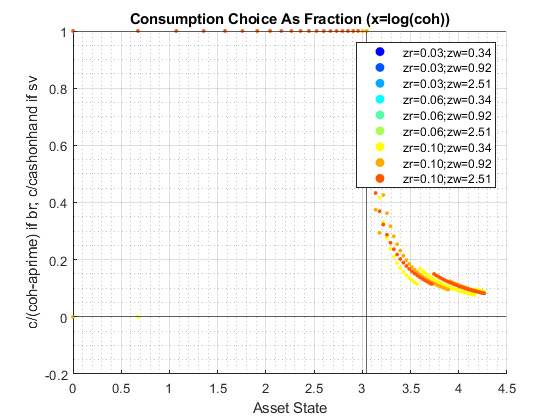 Consumption Choice As Fraction (x=log(coh))
c/(coh-aprime) if br; c/cashonhand if sv
1
0.8
0.6
0.4
0.2
0
-0.2
zr=0.03;zw=0.34
zr=0.03;zw=0.92
zr=0.03;zw=2.51
zr=0.06;zw=0.34
zr=0.06;zw=0.92
zr=0.06;zw=2.51
zr=0.10;zw=0.34
zr=0.10;zw=0.92
zr=0.10;zw=2.51
0 0.5 1 1.5 2 2.5 3 3.5 4 4.5
Asset State